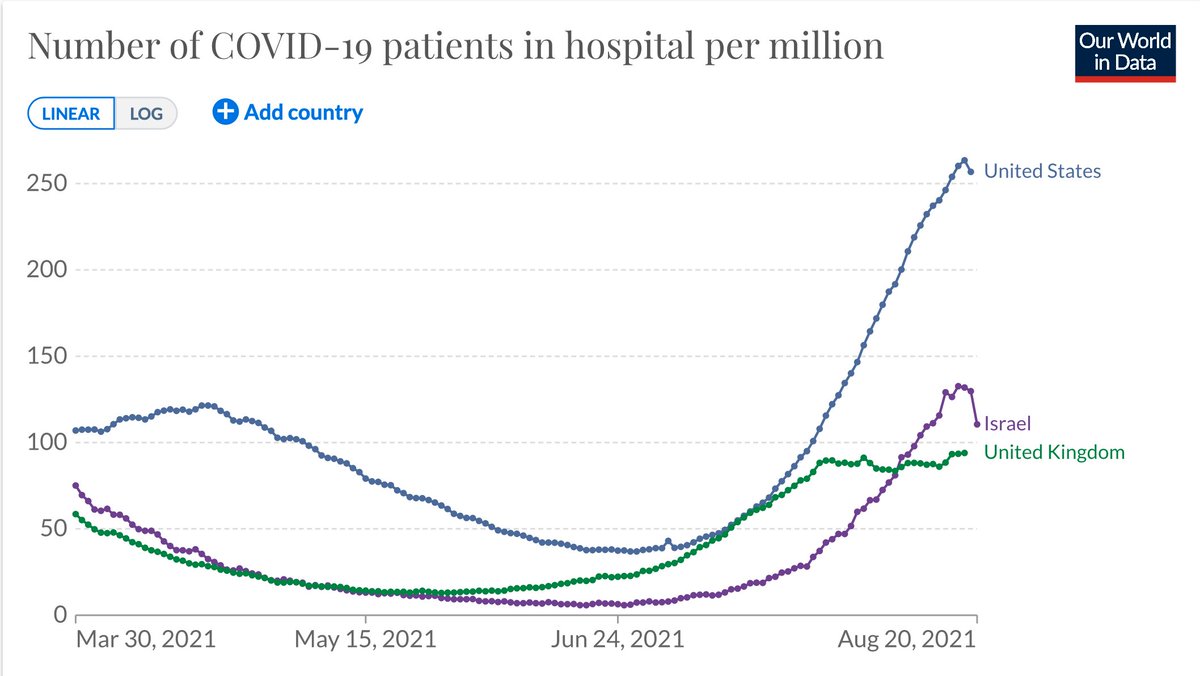 Number of COVID-19 patients in hospital per million
Our World
in Data
LINEAR
LOG
+ Add country
250
200
150
100
50
0
United States
Israel
United Kingdom
Mar 30, 2021
May 15, 2021
Jun 24, 2021
Aug 20, 2021